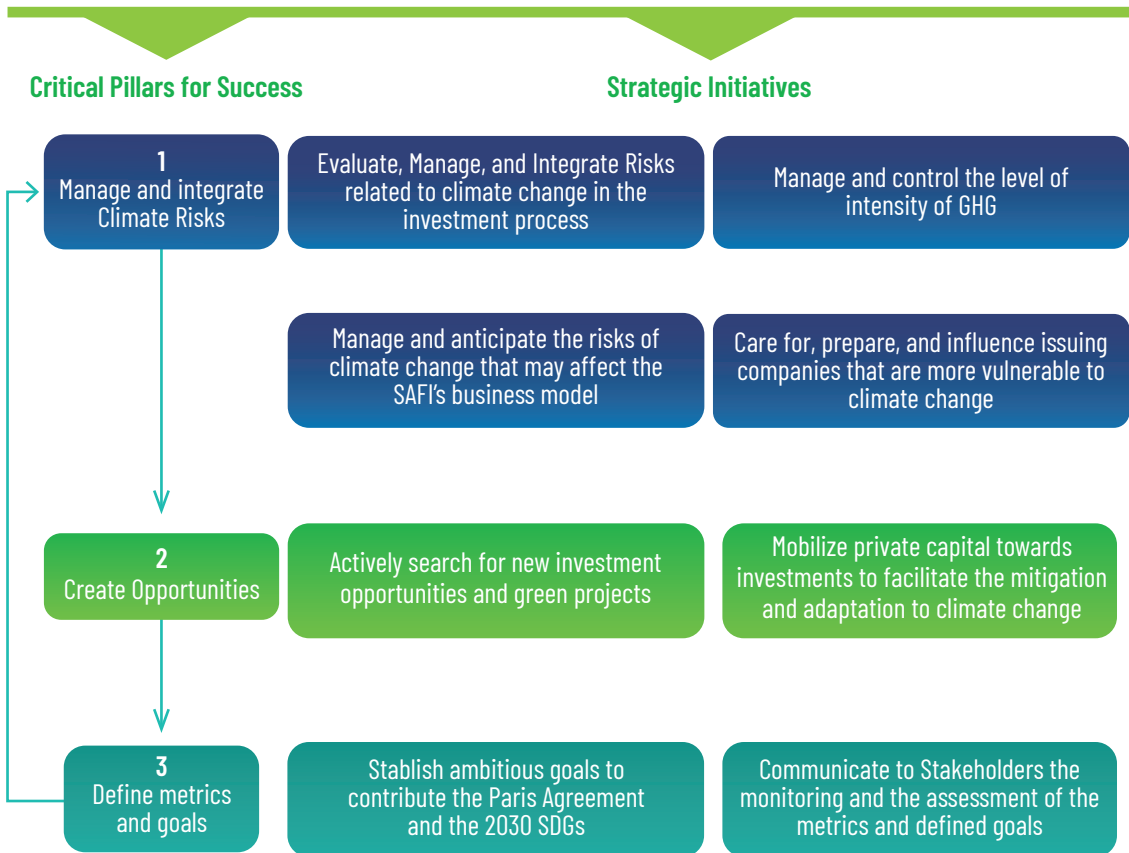 Critical Pillars for Success
Strategic Initiatives
1
Manage and integrate
Climate Risks
Evaluate, Manage, and Integrate Risks
related to climate change in the
investment process
Manage and control the level of
intensity of GHG
Manage and anticipate the risks of
climate change that may affect the
SAFI's business model
Care for, prepare, and influence issuing
companies that are more vulnerable to
climate change
2
Create Opportunities
Actively search for new investment
opportunities and green projects
Mobilize private capital towards
investments to facilitate the mitigation
and adaptation to climate change
3
Define metrics
and goals
Stablish ambitious goals to
contribute the Paris Agreement
and the 2030 SDGs
Communicate to Stakeholders the
monitoring and the assessment of the
metrics and defined goals